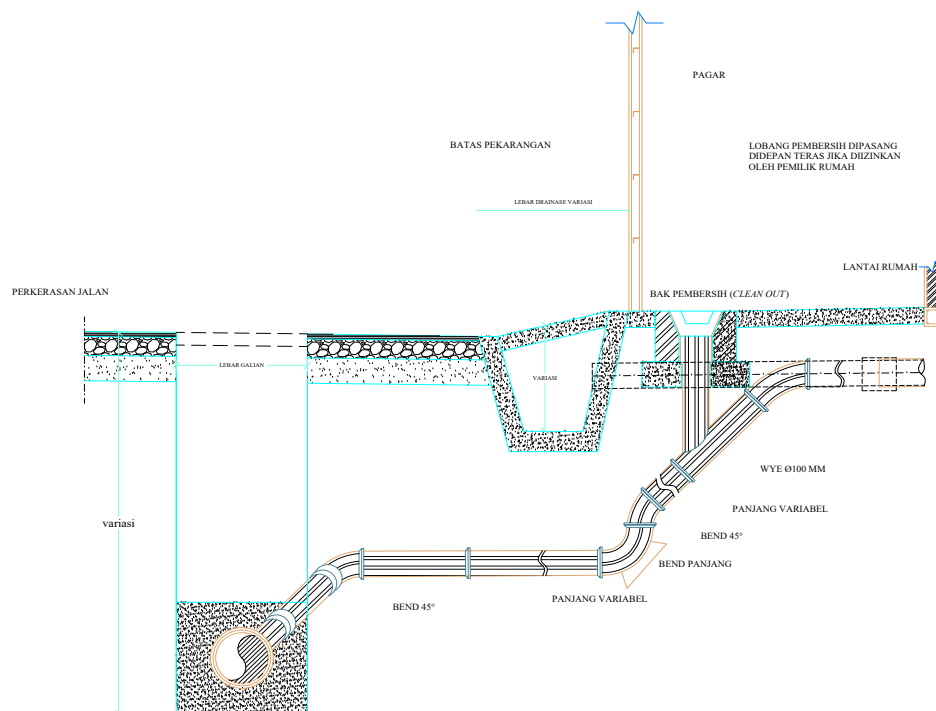 PAGAR
BATAS PEKARANGAN
LOBANG PEMBERSIH DIPASANG
DIDEPAN TERAS JIKA DIIZINKAN
OLEH PEMILIK RUMAH
LEBAR DRAINASE VARIASI
LANTAI RUMAH
PERKERASAN JALAN
BAK PEMBERSIH (CLEAN OUT)
LEBAR GALIAN
VARIASI
WYE Ø100 MM
PANJANG VARIABEL
variasi
BEND 45°
BEND PANJANG
PANJANG VARIABEL
BEND 45°